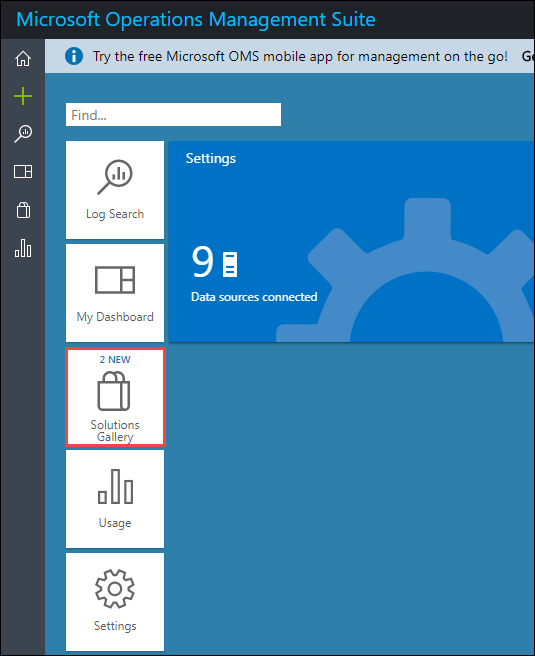 Microsoft Operations Management Suite
Try the free Microsoft OMS mobile app for management on the go! Ge
Find...
Log Search
Settings
9
Data sources connected
My Dashboard
2 NEW
Solutions
Gallery
Usage
Settings